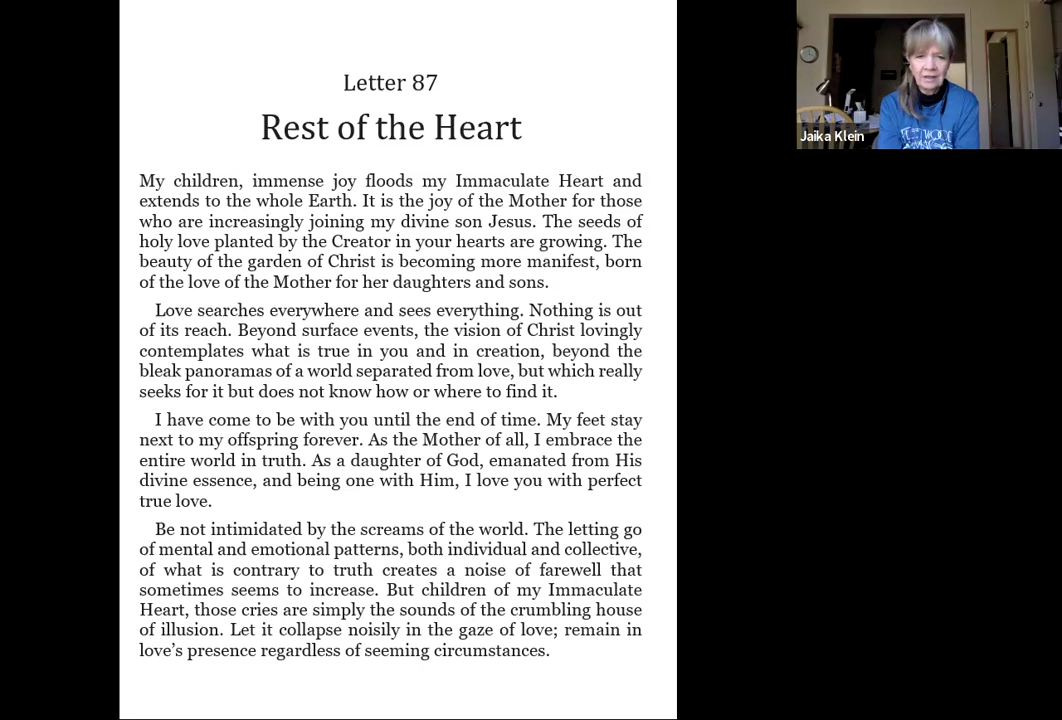 Letter 87
Rest of the Heart
My children, immense joy floods my Immaculate Heart and
extends to the whole Earth. It is the joy of the Mother for those
who are increasingly joining my divine son Jesus. The seeds of
holy love planted by the Creator in your hearts are growing. The
beauty of the garden of Christ is becoming more manifest, born
of the love of the Mother for her daughters and sons.
Love searches everywhere and sees everything. Nothing is out
of its reach. Beyond surface events, the vision of Christ lovingly
contemplates what is true in you and in creation, beyond the
bleak panoramas of a world separated from love, but which really
seeks for it but does not know how or where to find it.
I have come to be with you until the end of time. My feet stay
next to my offspring forever. As the Mother of all, I embrace the
entire world in truth. As a daughter of God, emanated from His
divine essence, and being one with Him, I love you with perfect
true love.
Be not intimidated by the screams of the world. The letting go
of mental and emotional patterns, both individual and collective,
of what is contrary to truth creates a noise of farewell that
sometimes seems to increase. But children of my Immaculate
Heart, those cries are simply the sounds of the crumbling house
of illusion. Let it collapse noisily in the gaze of love; remain in
love’s presence regardless of seeming circumstances.
Jaika Klein